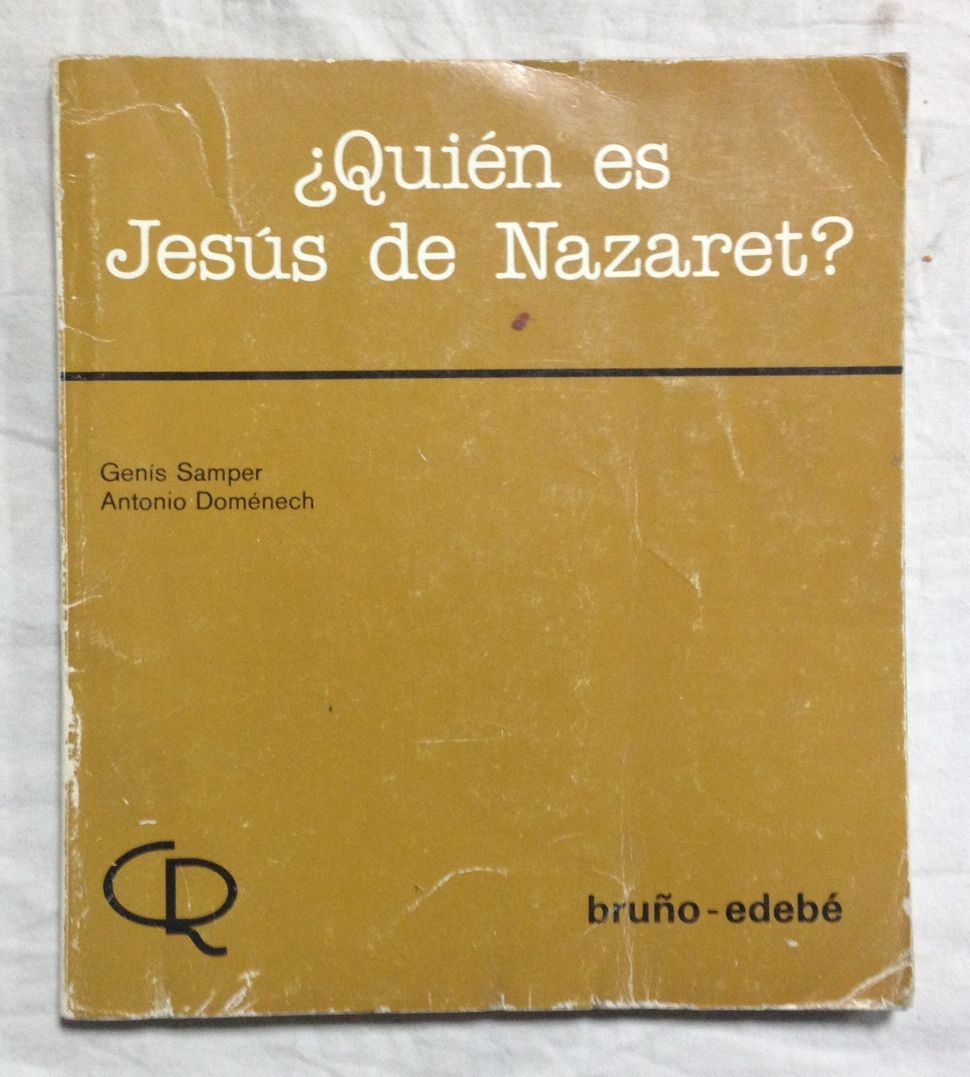 ¿Quién es
Jesús de Nazaret?
Genís Samper
Antonio Doménech
CR
bruño-edebé